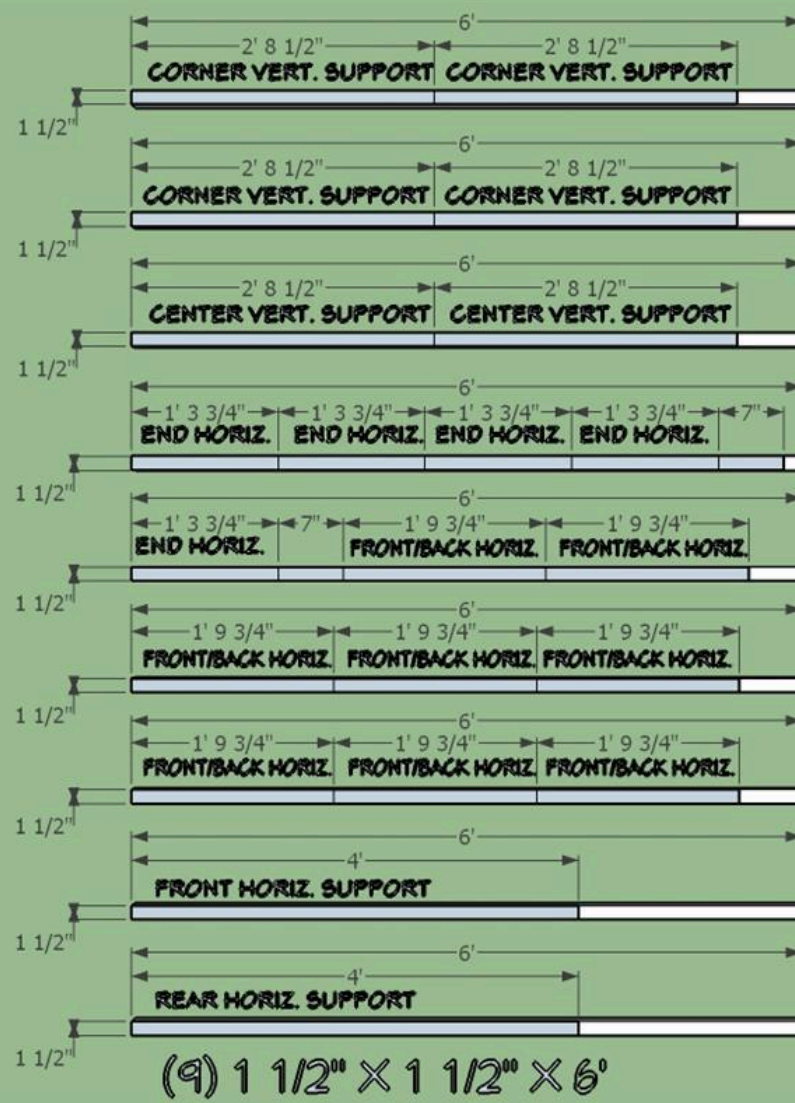 6'
2' 8 1/2" 2' 8 1/2"
CORNER VERT. SUPPORT CORNER VERT. SUPPORT
1 1/2"
6'
2' 8 1/2" 2' 8 1/2"
CORNER VERT. SUPPORT CORNER VERT. SUPPORT
1 1/2"
6'
2' 8 1/2" 2' 8 1/2"
CENTER VERT. SUPPORT CENTER VERT. SUPPORT
1 1/2"
6'
1' 3 3/4" 1' 3 3/4" 1' 3 3/4" 1' 3 3/4" 7"
END HORIZ. END HORIZ. END HORIZ. END HORIZ.
1 1/2"
6'
1' 3 3/4" 7" 1' 9 3/4" 1' 9 3/4"
END HORIZ. FRONT/BACK HORIZ. FRONT/BACK HORIZ.
1 1/2"
6'
1' 9 3/4" 1' 9 3/4" 1' 9 3/4"
FRONT/BACK HORIZ. FRONT/BACK HORIZ. FRONT/BACK HORIZ.
1 1/2"
6'
1' 9 3/4" 1' 9 3/4" 1' 9 3/4"
FRONT/BACK HORIZ. FRONT/BACK HORIZ. FRONT/BACK HORIZ.
1 1/2"
6'
4'
FRONT HORIZ. SUPPORT
1 1/2"
6'
4'
REAR HORIZ. SUPPORT
1 1/2"
(9) 1 1/2" X 1 1/2" X 6'